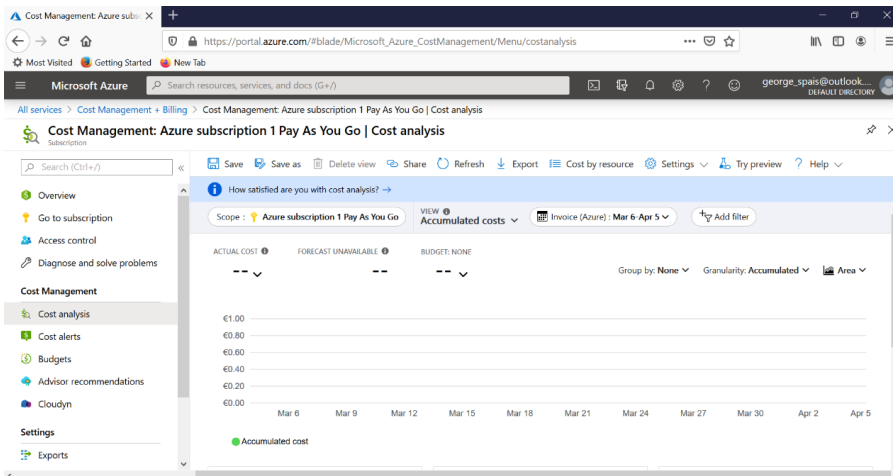 Cost Management: Azure subs
https://portal.azure.com/#blade/Microsoft_Azure_CostManagement/Menu/costanalysis
Most Visited Getting Started New Tab
Microsoft Azure Search resources, services, and docs (G+/) george_spais@outlook....
DEFAULT DIRECTORY
All services > Cost Management + Billing > Cost Management: Azure subscription 1 Pay As You Go | Cost analysis
Cost Management: Azure subscription 1 Pay As You Go | Cost analysis
Subscription
Search (Ctrl+/)
Overview
Go to subscription
Access control
Diagnose and solve problems
Cost Management
Cost analysis
Cost alerts
Budgets
Advisor recommendations
Cloudyn
Settings
Exports
Save Save as Delete view Share Refresh Export Cost by resource Settings Try preview ? Help
How satisfied are you with cost analysis? →
Scope : Azure subscription 1 Pay As You Go VIEW Accumulated costs Invoice (Azure) : Mar 6-Apr 5 Add filter
ACTUAL COST FORECAST UNAVAILABLE BUDGET: NONE
-- -- --
Group by: None Granularity: Accumulated Area
€1.00
€0.80
€0.60
€0.40
€0.20
€0.00
Mar 6 Mar 9 Mar 12 Mar 15 Mar 18 Mar 21 Mar 24 Mar 27 Mar 30 Apr 2 Apr 5
Accumulated cost